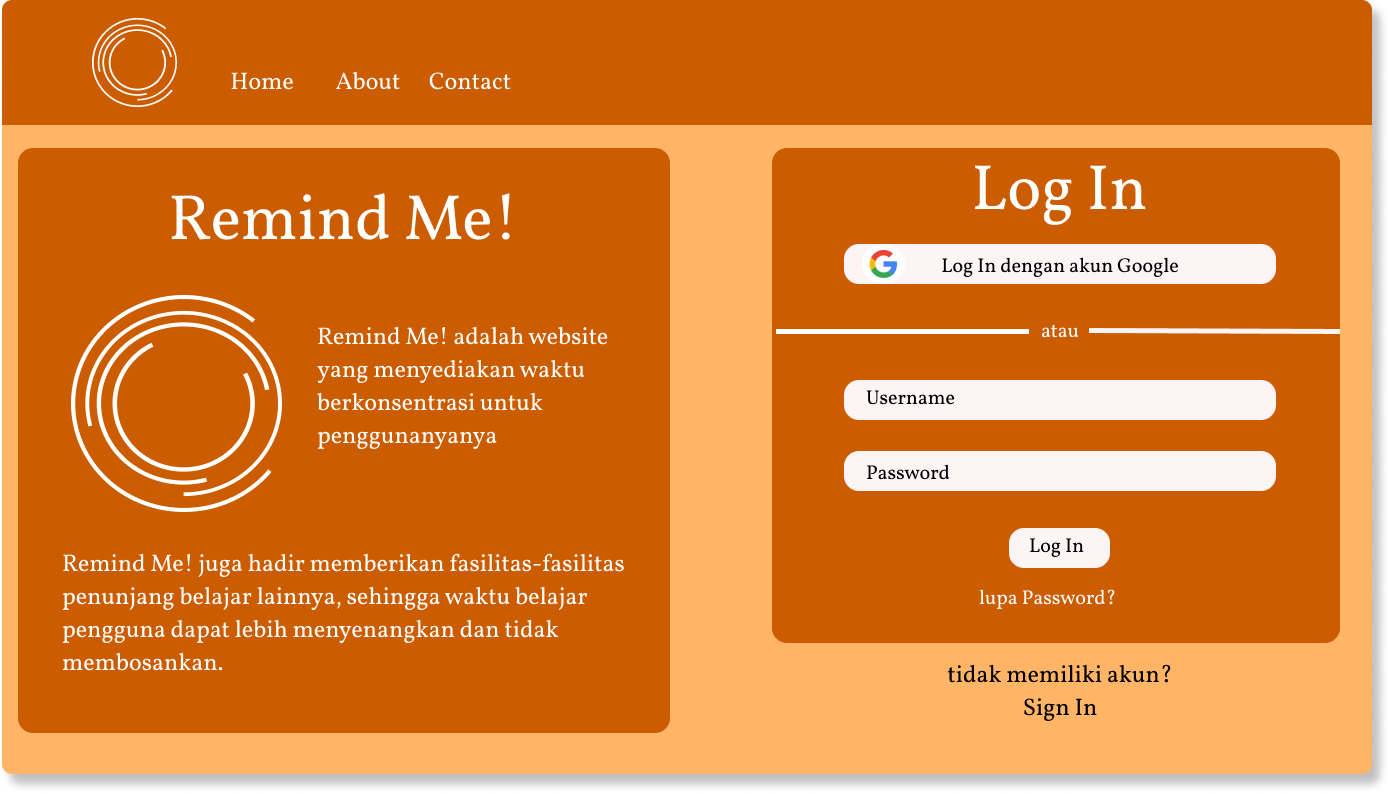 Home About Contact
Remind Me!
Remind Me! adalah website
yang menyediakan waktu
berkonsentrasi untuk
penggunanyanya
Remind Me! juga hadir memberikan fasilitas-fasilitas
penunjang belajar lainnya, sehingga waktu belajar
pengguna dapat lebih menyenangkan dan tidak
membosankan.
Log In
Log In dengan akun Google
atau
Username
Password
Log In
lupa Password?
tidak memiliki akun?
Sign In